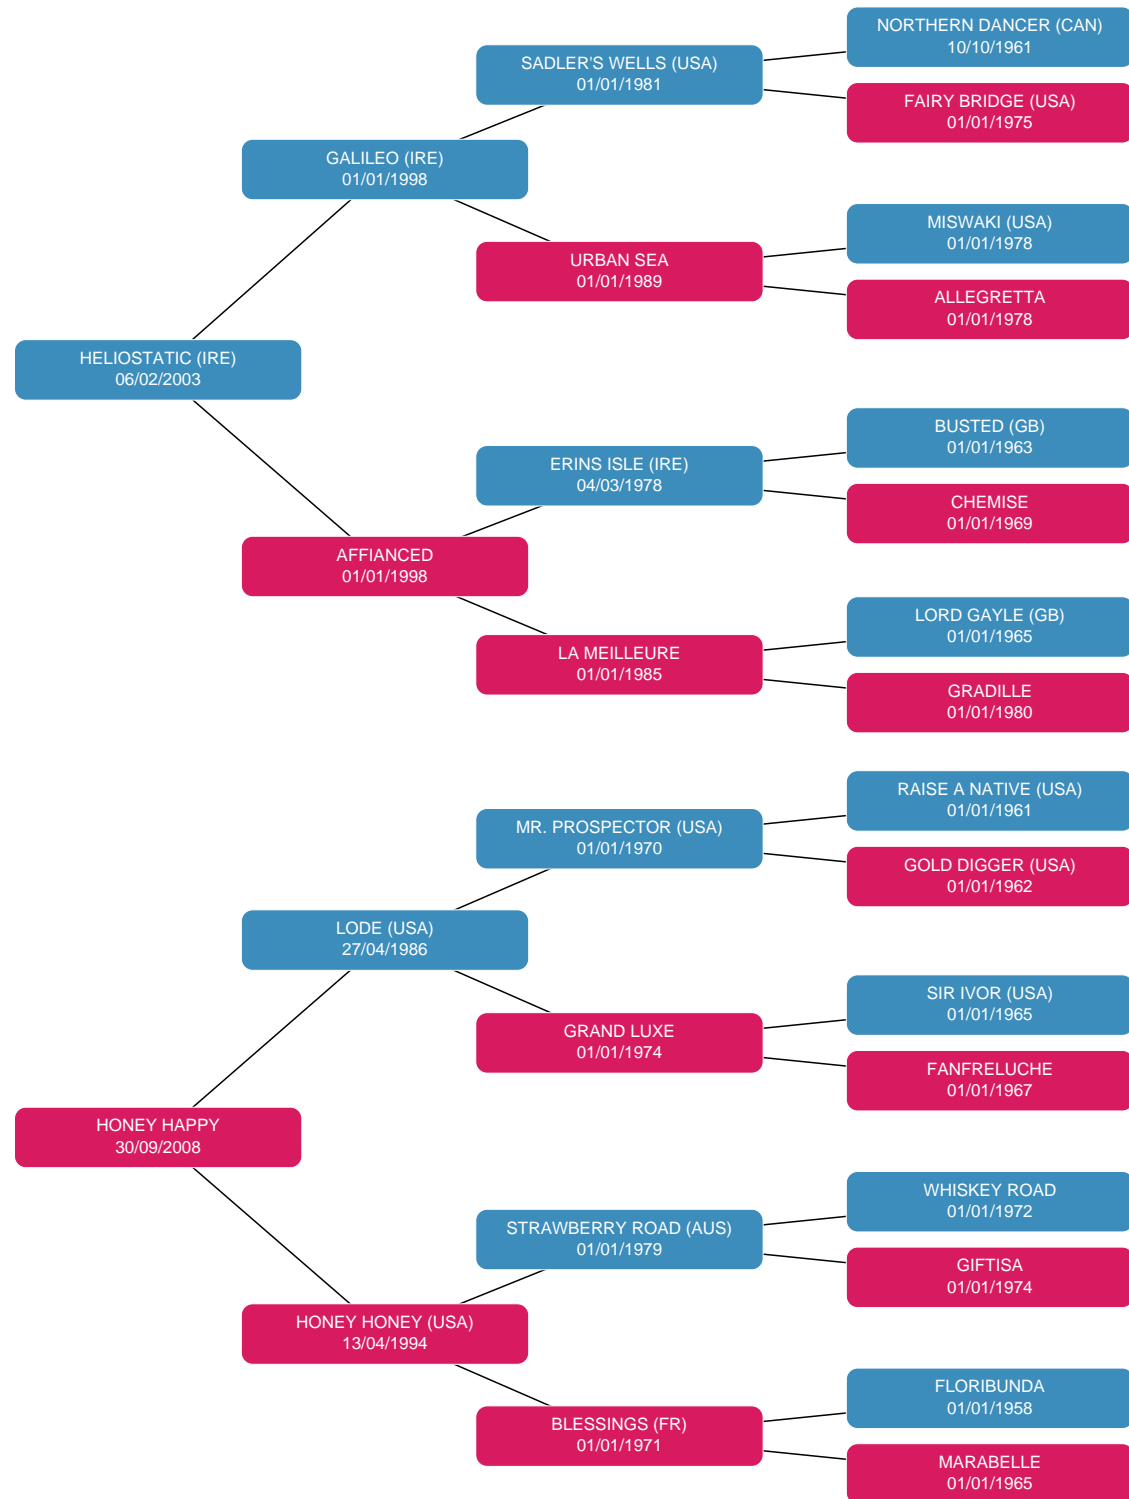 NORTHERN DANCER (CAN)
10/10/1961
SADLER'S WELLS (USA)
01/01/1981
FAIRY BRIDGE (USA)
01/01/1975
GALILEO (IRE)
01/01/1998
MISWAKI (USA)
01/01/1978
URBAN SEA
01/01/1989
ALLEGRETTA
01/01/1978
HELIOSTATIC (IRE)
06/02/2003
BUSTED (GB)
01/01/1963
ERINS ISLE (IRE)
04/03/1978
CHEMISE
01/01/1969
AFFIANCED
01/01/1998
LORD GAYLE (GB)
01/01/1965
LA MEILLEURE
01/01/1985
GRADILLE
01/01/1980
RAISE A NATIVE (USA)
01/01/1961
MR. PROSPECTOR (USA)
01/01/1970
GOLD DIGGER (USA)
01/01/1962
LODE (USA)
27/04/1986
SIR IVOR (USA)
01/01/1965
GRAND LUXE
01/01/1974
FANFRELUCHE
01/01/1967
HONEY HAPPY
30/09/2008
WHISKEY ROAD
01/01/1972
STRAWBERRY ROAD (AUS)
01/01/1979
GIFTISA
01/01/1974
HONEY HONEY (USA)
13/04/1994
FLORIBUNDA
01/01/1958
BLESSINGS (FR)
01/01/1971
MARABELLE
01/01/1965